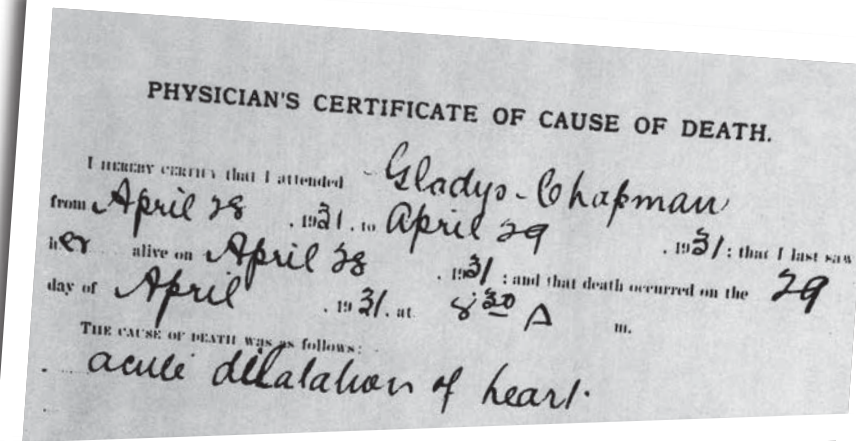 PHYSICIAN'S CERTIFICATE OF CAUSE OF DEATH.
I HEREBY CERTIFY that I attended Gladys - Chapman
from April 28, 1931, to April 29, 1931; that I last saw
her alive on April 28, 1931; and that death occurred on the 29
day of April, 1931, at 8 30 A m.
THE CAUSE OF DEATH was as follows:
acute dilatation of heart.